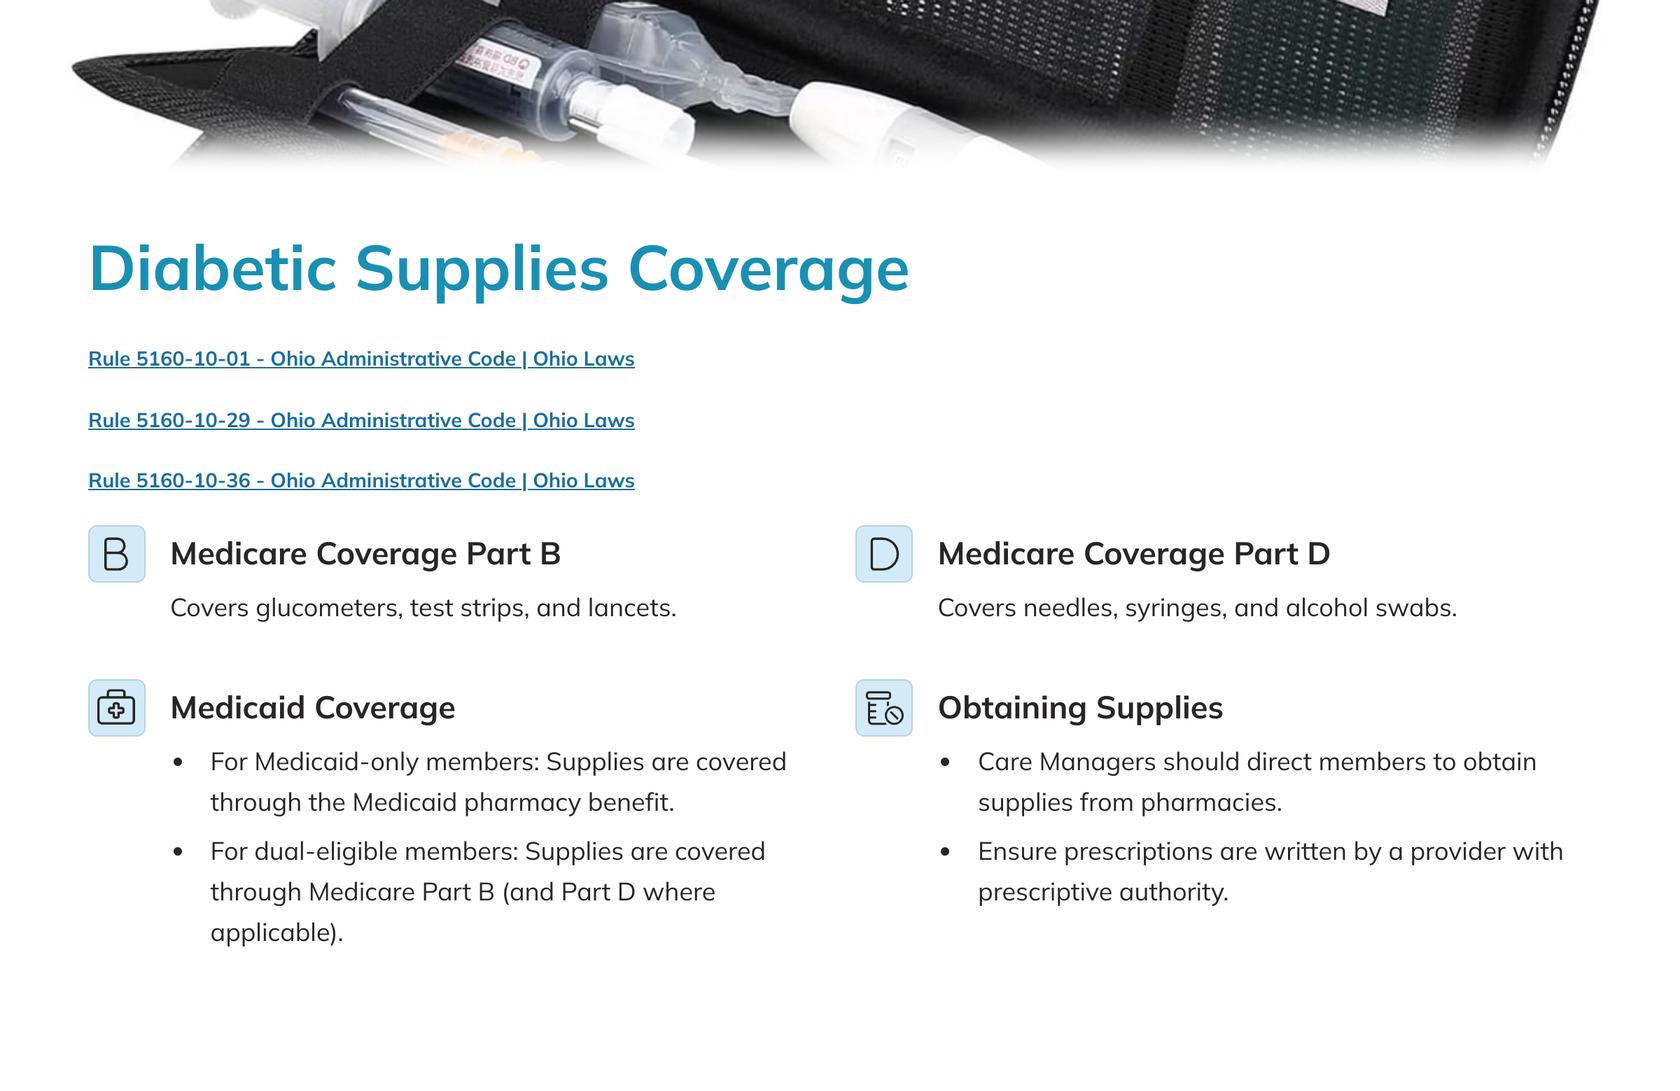 Diabetic Supplies Coverage
Rule 5160-10-01 - Ohio Administrative Code | Ohio Laws
Rule 5160-10-29 - Ohio Administrative Code | Ohio Laws
Rule 5160-10-36 - Ohio Administrative Code | Ohio Laws
B
Medicare Coverage Part B
Covers glucometers, test strips, and lancets.
D
Medicare Coverage Part D
Covers needles, syringes, and alcohol swabs.
Medicaid Coverage
• For Medicaid-only members: Supplies are covered
through the Medicaid pharmacy benefit.
• For dual-eligible members: Supplies are covered
through Medicare Part B (and Part D where
applicable).
Obtaining Supplies
• Care Managers should direct members to obtain
supplies from pharmacies.
• Ensure prescriptions are written by a provider with
prescriptive authority.